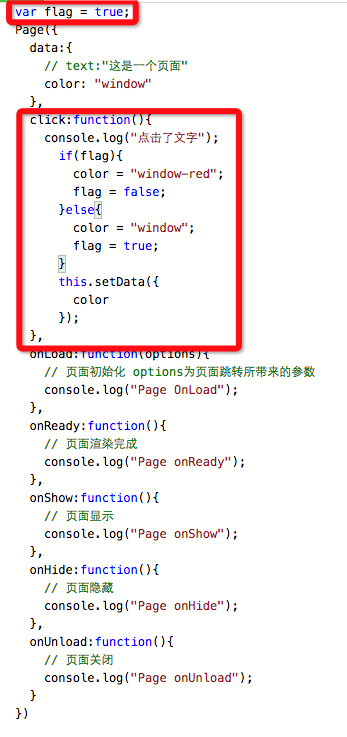 var flag = true;
Page({
data:{
// text:"这是一个页面"
color: "window"
},
click:function(){
console.log("点击了文字");
if(flag){
color = "window-red";
flag = false;
}else{
color = "window";
flag = true;
}
this.setData({
color
});
},
onLoad:function(options){
// 页面初始化 options为页面跳转所带来的参数
console.log("Page OnLoad");
},
onReady:function(){
// 页面渲染完成
console.log("Page onReady");
},
onShow:function(){
// 页面显示
console.log("Page onShow");
},
onHide:function(){
// 页面隐藏
console.log("Page onHide");
},
onUnload:function(){
// 页面关闭
console.log("Page onUnload");
}
})